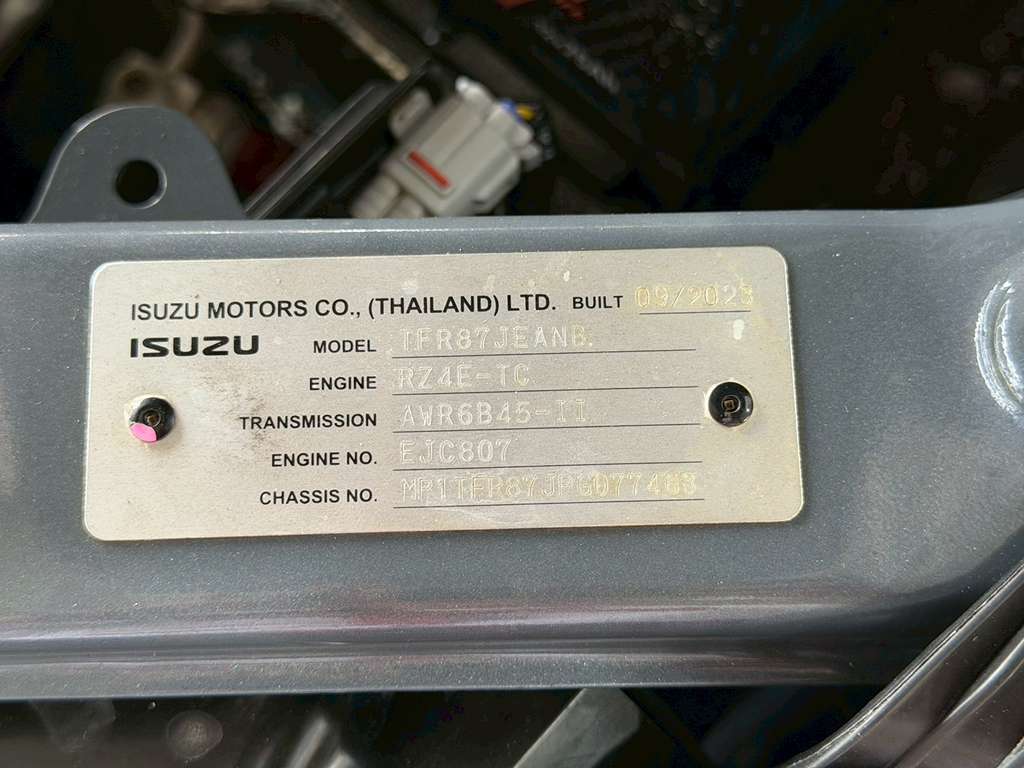 ISUZU MOTORS CO., (THAILAND) LTD. BUILT 09/2023
ISUZU MODEL TFR87JEANB
ENGINE RZ4E-TC
TRANSMISSION AWR6B45-II
ENGINE NO. EJC807
CHASSIS NO. MP1TFR87JPG077468